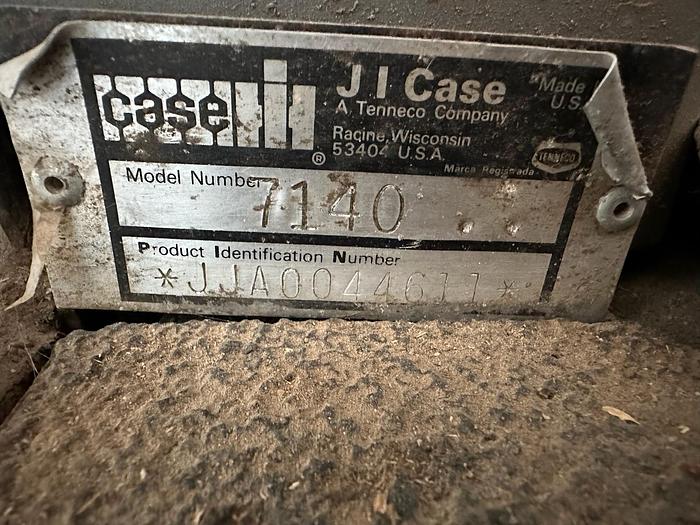 case IH
®
J I Case
A Tenneco Company
Racine, Wisconsin
53404 U.S.A.
Made
U.S.
TENNECO
Marca Registrada
Model Number
7140
Product Identification Number
*JJA0044611*